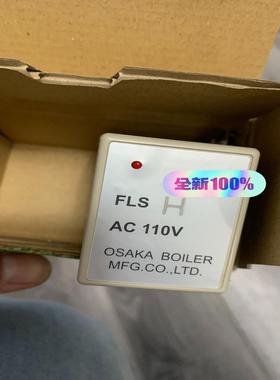 全新100%
FLS H
AC 110V
OSAKA BOILER
MFG.CO.,LTD.